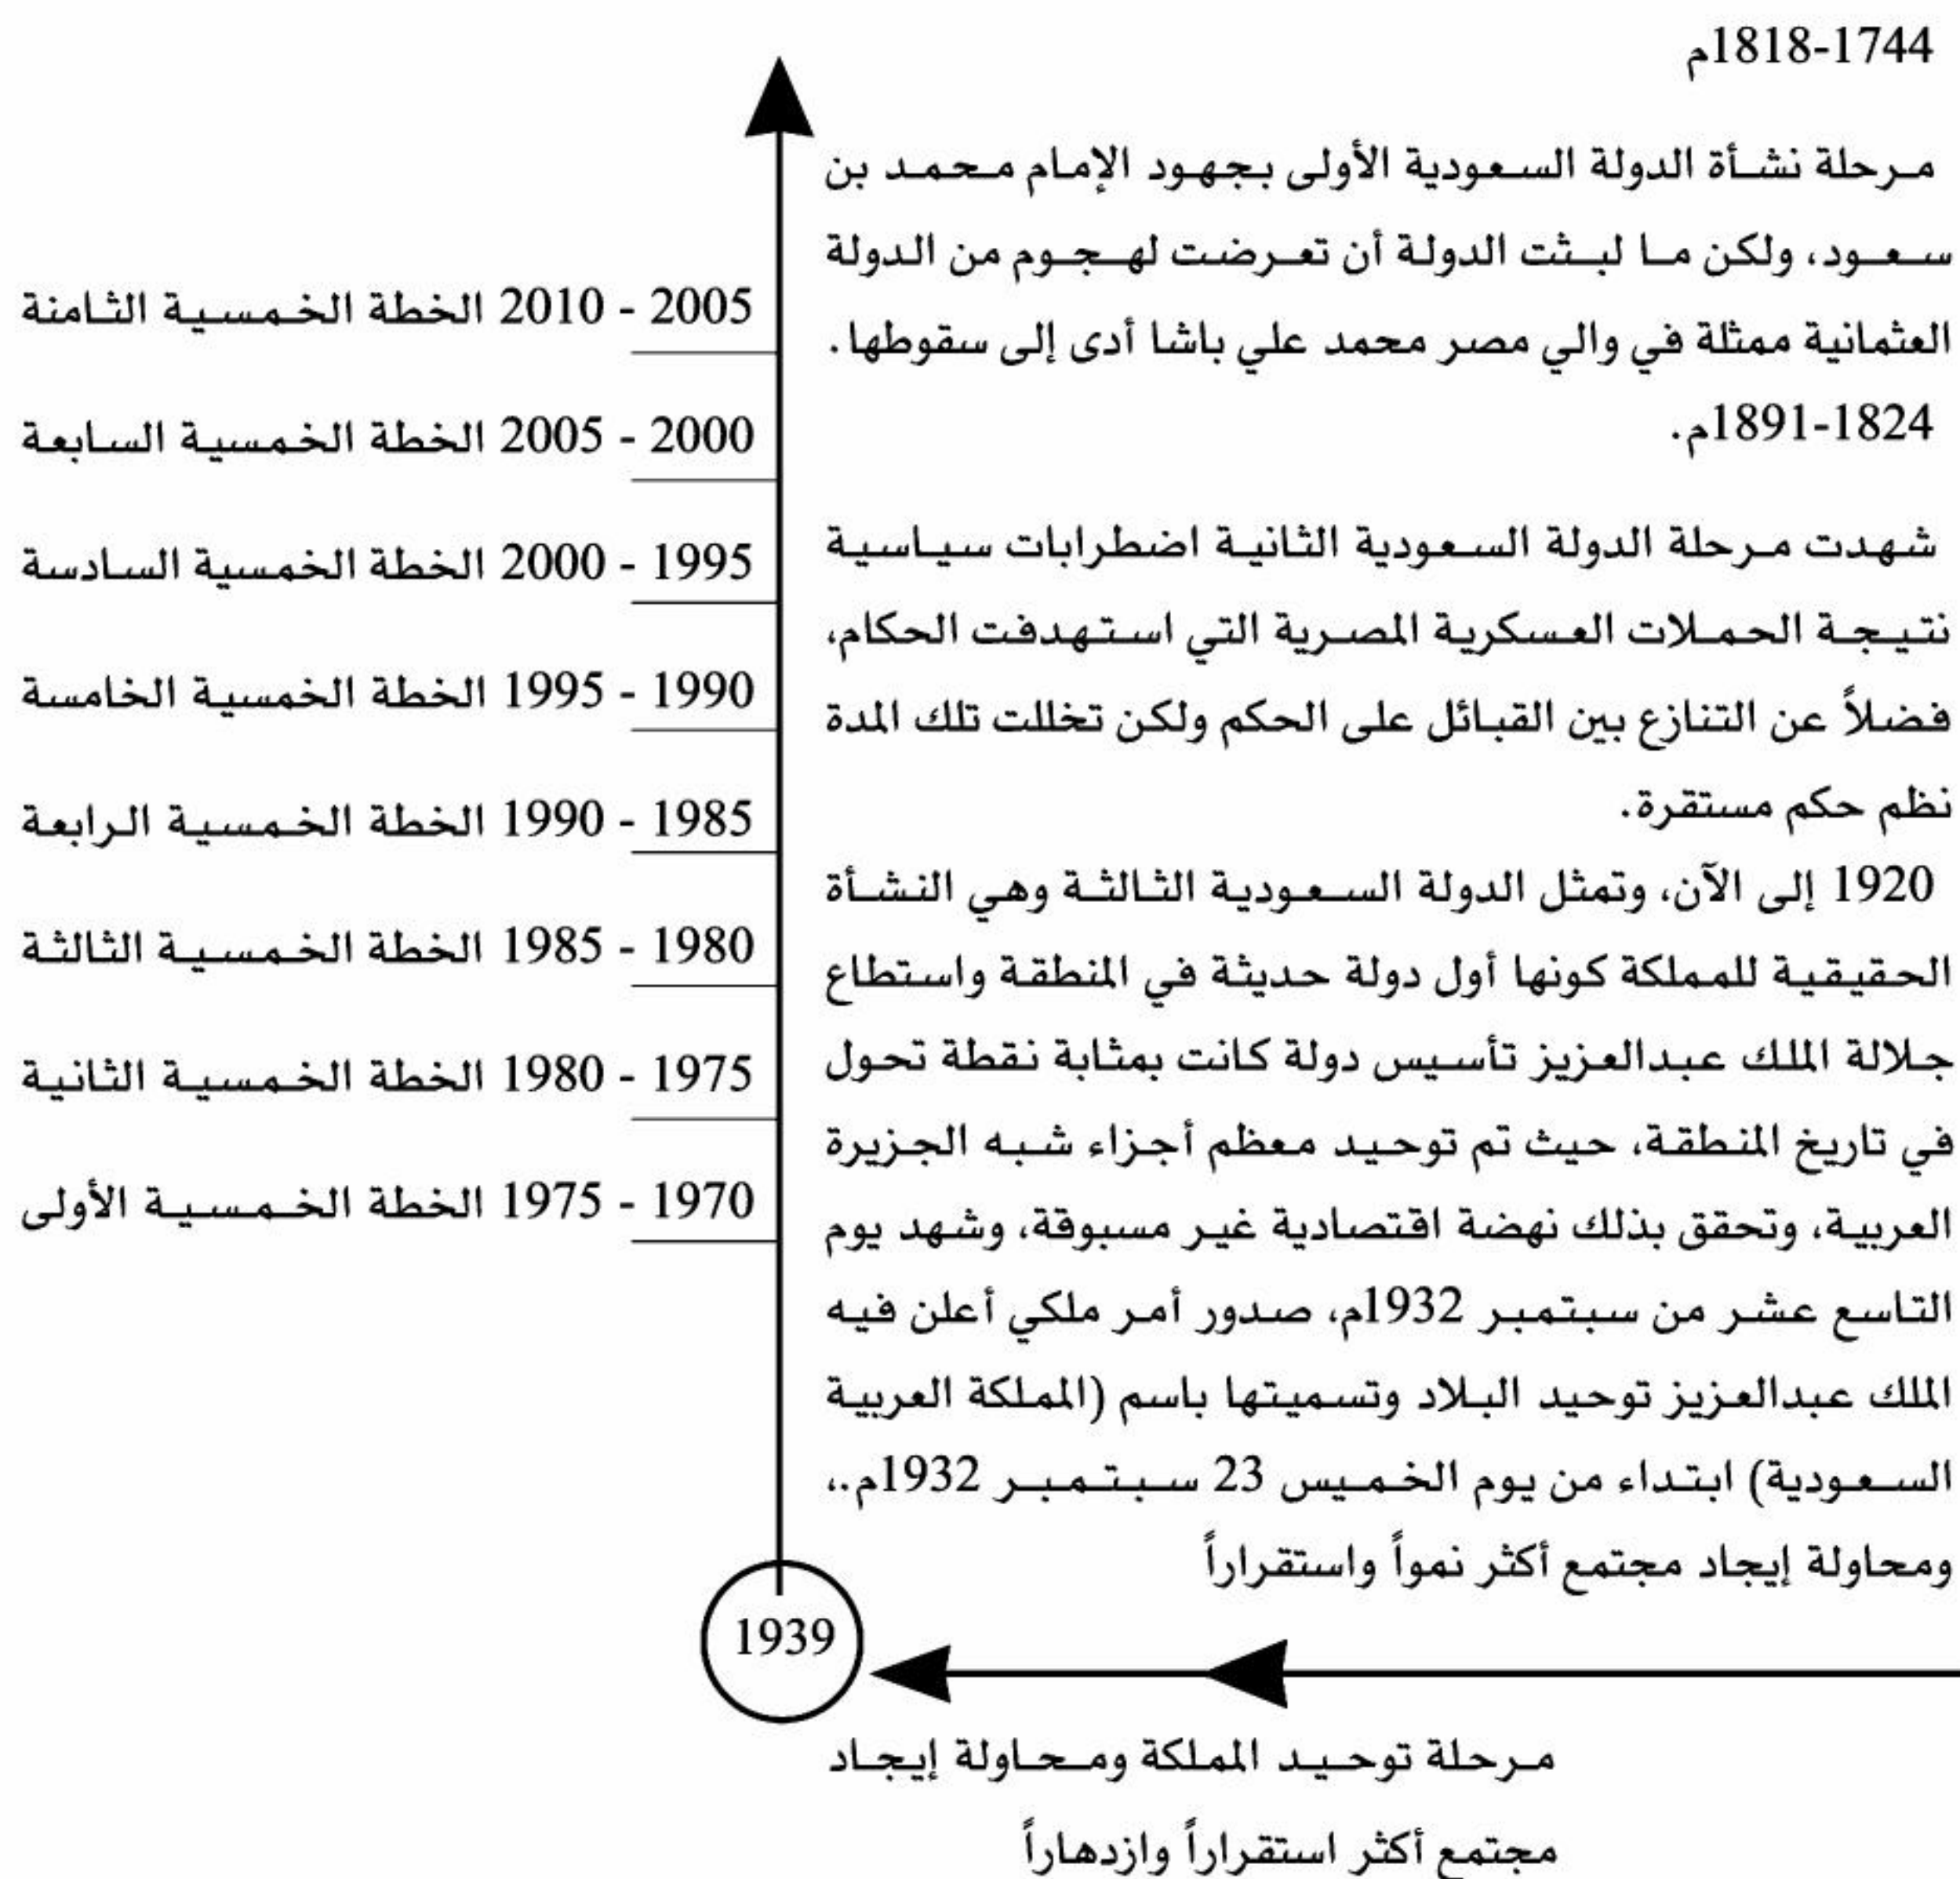 1744-1818م
مرحلة نشأة الدولة السعودية الأولى بجهود الإمام محمد بن
سعود، ولكن ما لبثت الدولة أن تعرضت لهجوم من الدولة
العثمانية ممثلة في والي مصر محمد علي باشا أدى إلى سقوطها.
1824-1891م.
شهدت مرحلة الدولة السعودية الثانية اضطرابات سياسية
نتيجة الحملات العسكرية المصرية التي استهدفت الحكام،
فضلاً عن التنازع بين القبائل على الحكم ولكن تخللت تلك المدة
نظم حكم مستقرة.
1920 إلى الآن، وتمثل الدولة السعودية الثالثة وهي النشأة
الحقيقية للمملكة كونها أول دولة حديثة في المنطقة واستطاع
جلالة الملك عبدالعزيز تأسيس دولة كانت بمثابة نقطة تحول
في تاريخ المنطقة، حيث تم توحيد معظم أجزاء شبه الجزيرة
العربية، وتحقق بذلك نهضة اقتصادية غير مسبوقة، وشهد يوم
التاسع عشر من سبتمبر 1932م، صدور أمر ملكي أعلن فيه
الملك عبدالعزيز توحيد البلاد وتسميتها باسم (المملكة العربية
السعودية) ابتداء من يوم الخميس 23 سبتمبر 1932م.،
ومحاولة إيجاد مجتمع أكثر نمواً واستقراراً
2005 - 2010 الخطة الخمسية الثامنة
2000 - 2005 الخطة الخمسية السابعة
1995 - 2000 الخطة الخمسية السادسة
1990 - 1995 الخطة الخمسية الخامسة
1985 - 1990 الخطة الخمسية الرابعة
1980 - 1985 الخطة الخمسية الثالثة
1975 - 1980 الخطة الخمسية الثانية
1970 - 1975 الخطة الخمسية الأولى
1939
مرحلة توحيد المملكة ومحاولة إيجاد
مجتمع أكثر استقراراً وازدهاراً